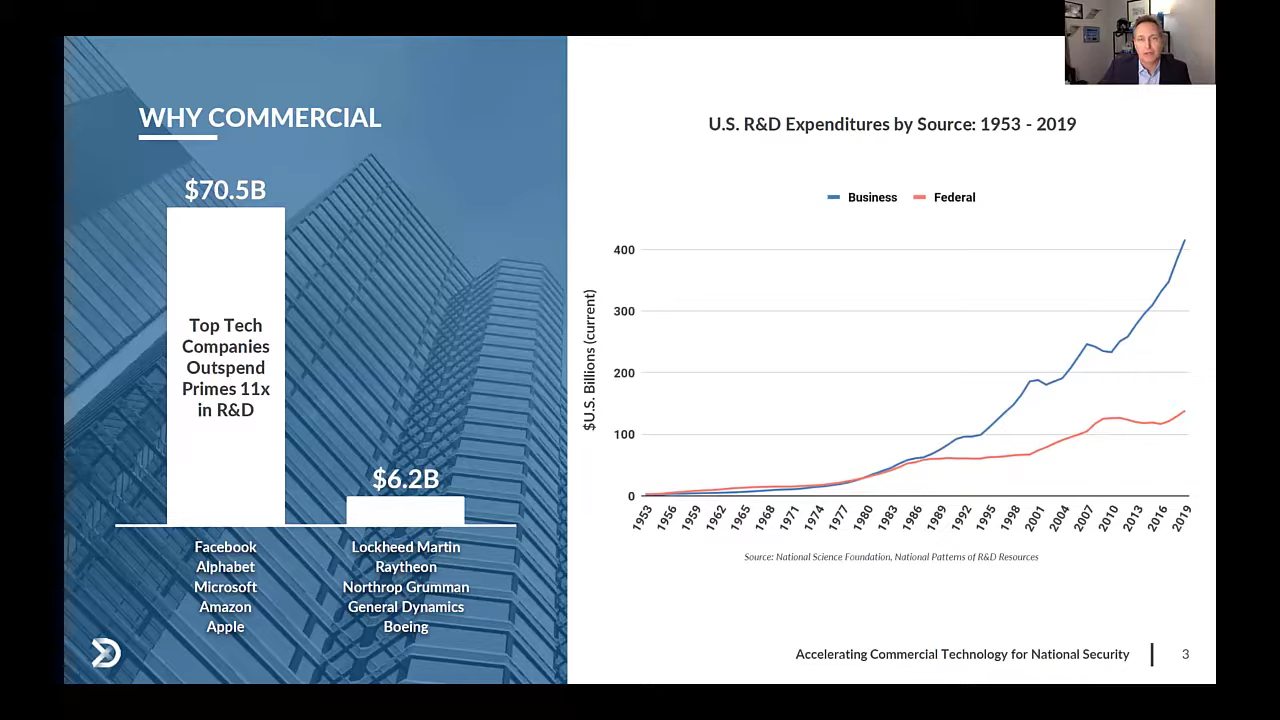 WHY COMMERCIAL
$70.5B
Top Tech
Companies
Outspend
Primes 11x
in R&D
$6.2B
Facebook
Alphabet
Microsoft
Amazon
Apple
Lockheed Martin
Raytheon
Northrop Grumman
General Dynamics
Boeing
U.S. R&D Expenditures by Source: 1953 - 2019
Business
Federal
$U.S. Billions (current)
400
300
200
100
0
1953
1956
1959
1962
1965
1968
1971
1974
1977
1980
1983
1986
1989
1992
1995
1998
2001
2004
2007
2010
2013
2016
2019
Source: National Science Foundation, National Patterns of R&D Resources
Accelerating Commercial Technology for National Security
3